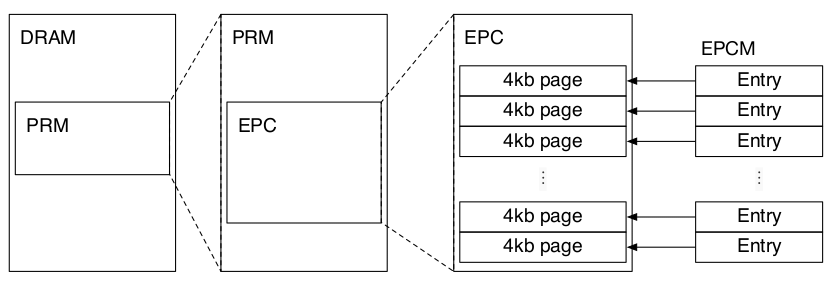 DRAM
PRM
PRM
EPC
EPC
4kb page
4kb page
4kb page
⋮
4kb page
4kb page
EPCM
Entry
Entry
Entry
⋮
Entry
Entry